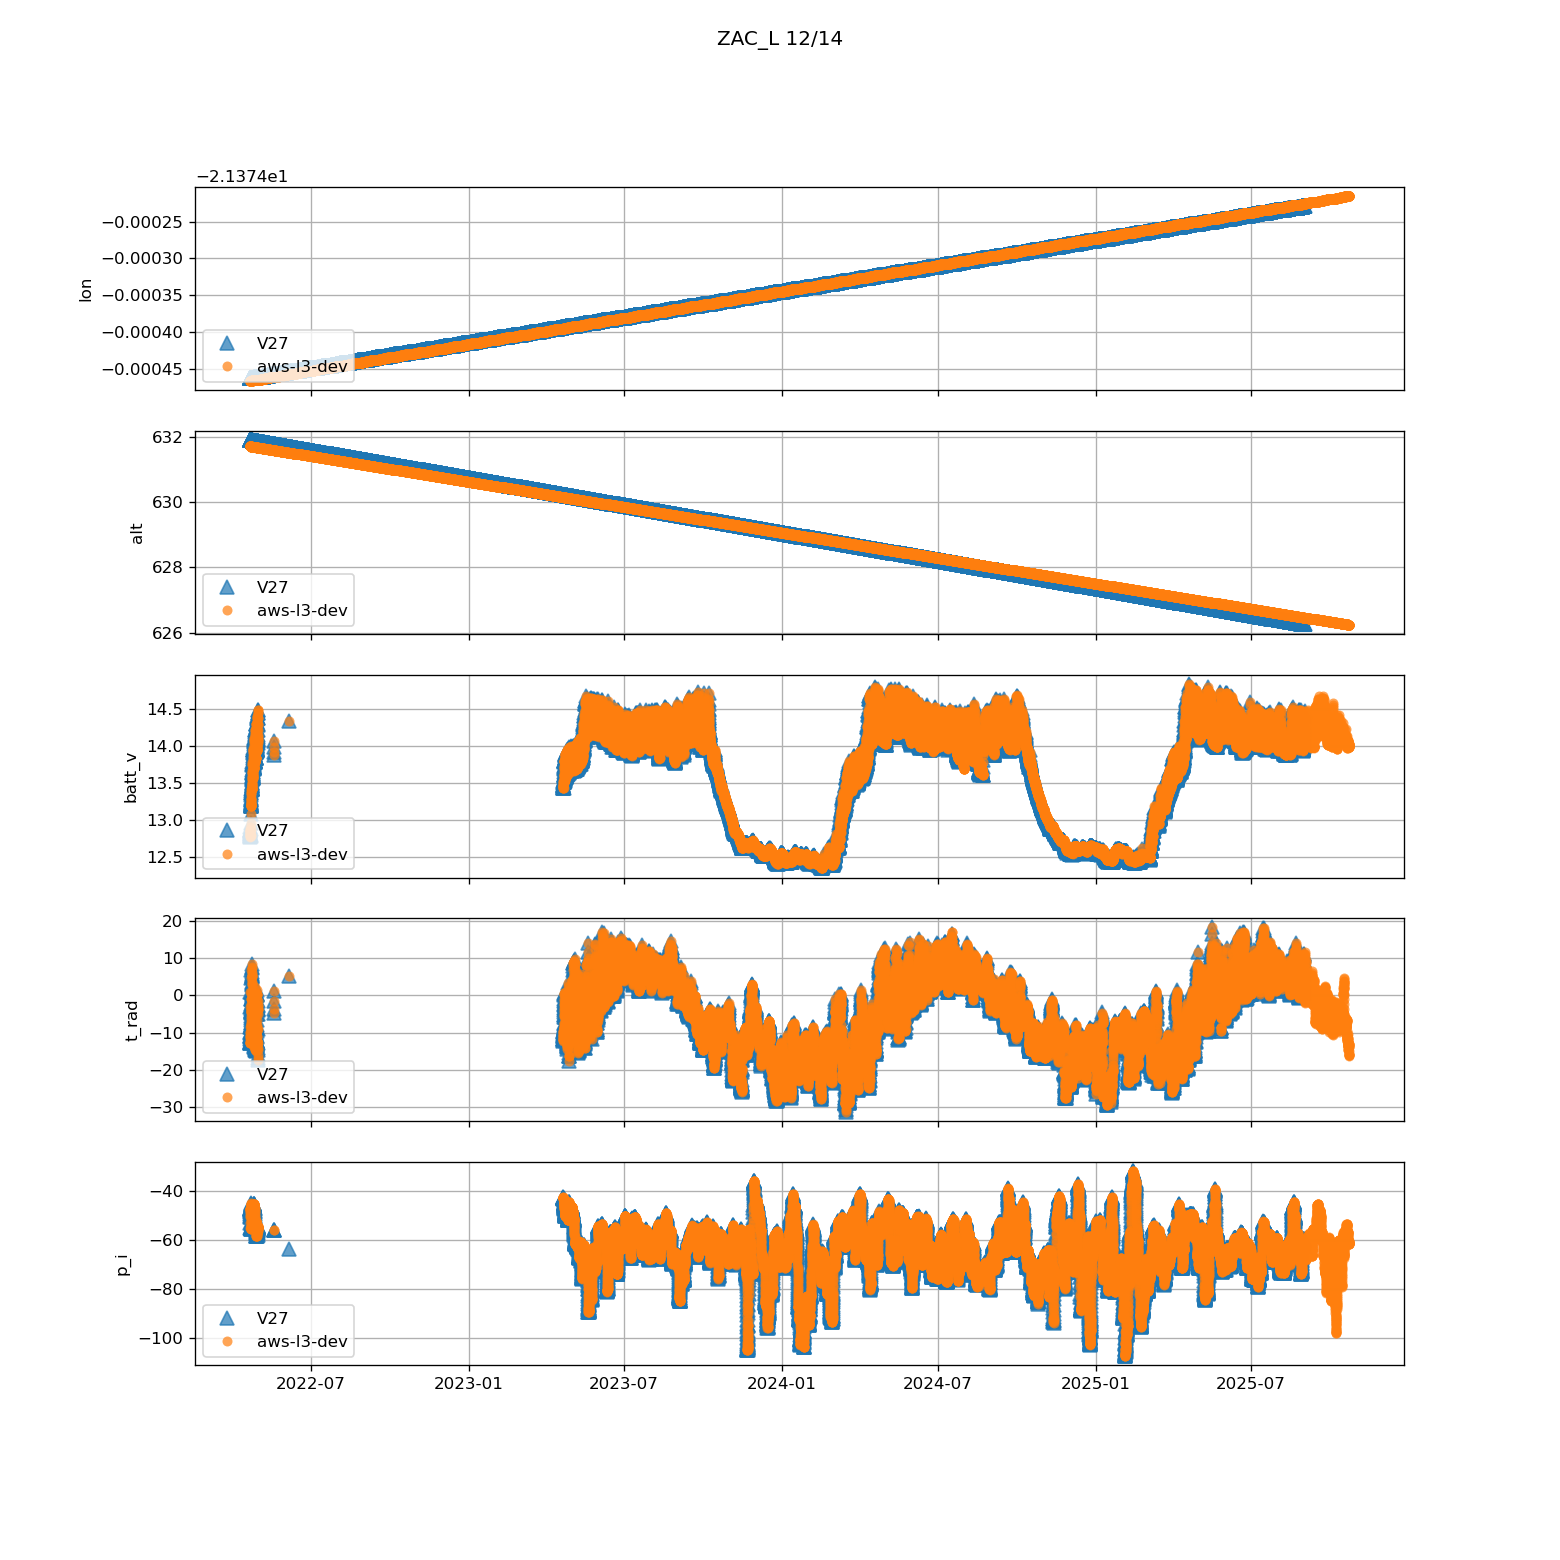 ZAC_L 12/14
−2.1374e1
−0.00025
−0.00030
−0.00035
−0.00040
−0.00045
lon
V27
aws-l3-dev
632
630
628
626
alt
V27
aws-l3-dev
14.5
14.0
13.5
13.0
12.5
batt_v
V27
aws-l3-dev
20
10
0
−10
−20
−30
t_rad
V27
aws-l3-dev
−40
−60
−80
−100
p_i
V27
aws-l3-dev
2022-07 2023-01 2023-07 2024-01 2024-07 2025-01 2025-07